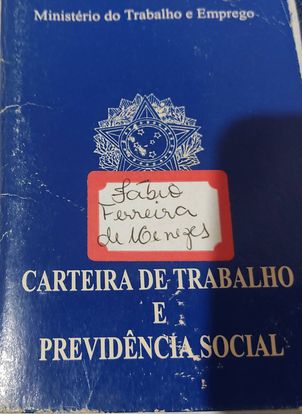 Ministério do Trabalho e Emprego
Fábio
Ferreira
de Menezes
CARTEIRA DE TRABALHO
E
PREVIDÊNCIA SOCIAL